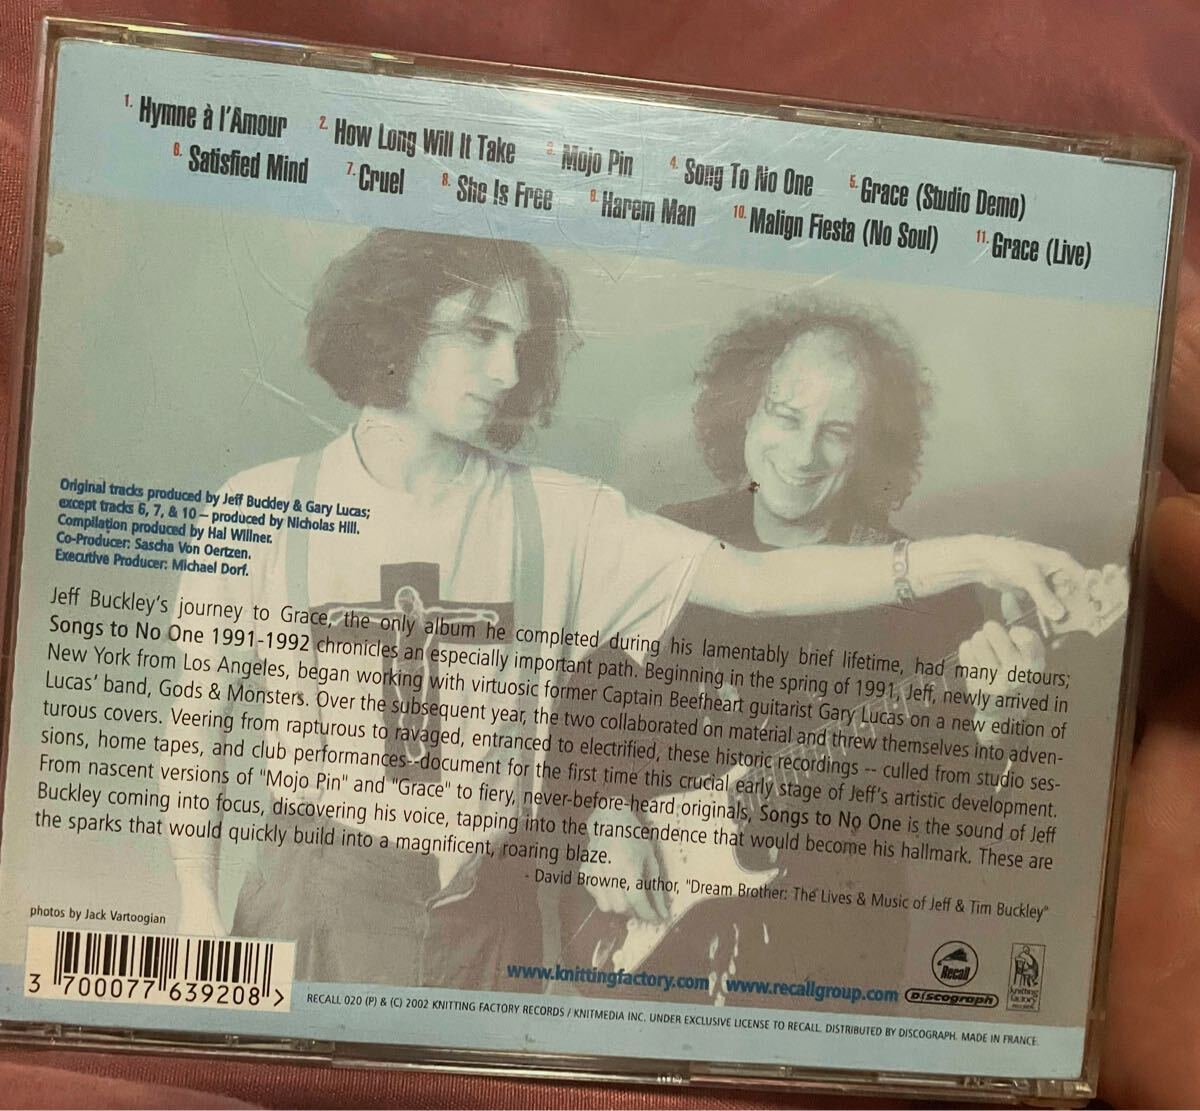 1. Hymne à l'Amour 2. How Long Will It Take 3. Mojo Pin 4. Song To No One 5. Grace (Studio Demo)
6. Satisfied Mind 7. Cruel 8. She Is Free 9. Harem Man 10. Malign Fiesta (No Soul) 11. Grace (Live)
Original tracks produced by Jeff Buckley & Gary Lucas;
except tracks 6, 7, & 10 – produced by Nicholas Hill.
Compilation produced by Hal Willner.
Co-Producer: Sascha Von Oertzen.
Executive Producer: Michael Dorf.
Jeff Buckley's journey to Grace, the only album he completed during his lamentably brief lifetime, had many detours;
Songs to No One 1991-1992 chronicles an especially important path. Beginning in the spring of 1991, Jeff, newly arrived in
New York from Los Angeles, began working with virtuosic former Captain Beefheart guitarist Gary Lucas on a new edition of
Lucas' band, Gods & Monsters. Over the subsequent year, the two collaborated on material and threw themselves into adven-
turous covers. Veering from rapturous to ravaged, entranced to electrified, these historic recordings -- culled from studio ses-
sions, home tapes, and club performances--document for the first time this crucial early stage of Jeff's artistic development.
From nascent versions of "Mojo Pin" and "Grace" to fiery, never-before-heard originals, Songs to No One is the sound of Jeff
Buckley coming into focus, discovering his voice, tapping into the transcendence that would become his hallmark. These are
the sparks that would quickly build into a magnificent, roaring blaze.
- David Browne, author, "Dream Brother: The Lives & Music of Jeff & Tim Buckley"
photos by Jack Vartoogian
3 700077 639208 >
www.knittingfactory.com / www.recallgroup.com
Recall
Discograph
knitting
factory
records
RECALL 020 (P) & (C) 2002 KNITTING FACTORY RECORDS / KNITMEDIA INC. UNDER EXCLUSIVE LICENSE TO RECALL. DISTRIBUTED BY DISCOGRAPH. MADE IN FRANCE.